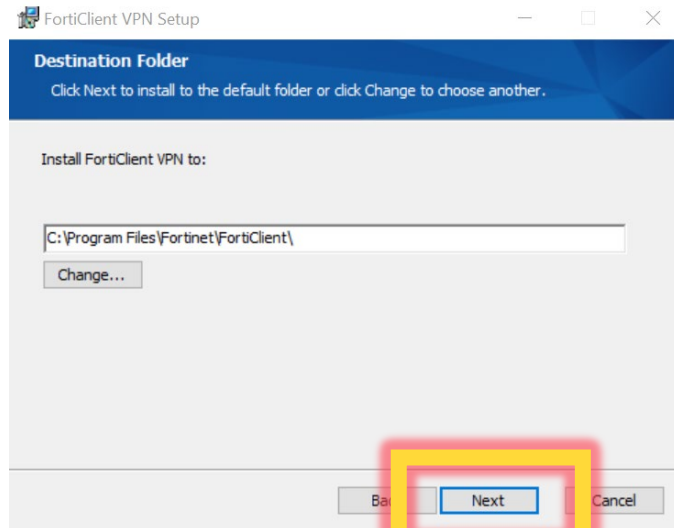 FortiClient VPN Setup
Destination Folder
Click Next to install to the default folder or click Change to choose another.
Install FortiClient VPN to:
C:\Program Files\Fortinet\FortiClient\
Change...
Next Cancel